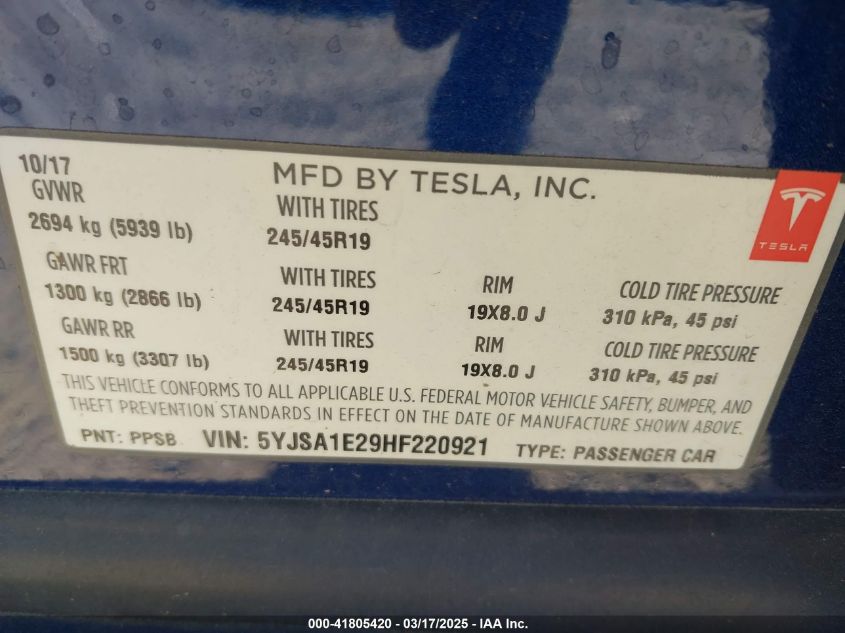 10/17
MFD BY TESLA, INC.
GVWR
2694 kg (5939 lb)
WITH TIRES
245/45R19
TESLA
GAWR FRT
1300 kg (2866 lb)
WITH TIRES
245/45R19
RIM
19X8.0 J
COLD TIRE PRESSURE
310 kPa, 45 psi
GAWR RR
1500 kg (3307 lb)
WITH TIRES
245/45R19
RIM
19X8.0 J
COLD TIRE PRESSURE
310 kPa, 45 psi
THIS VEHICLE CONFORMS TO ALL APPLICABLE U.S. FEDERAL MOTOR VEHICLE SAFETY, BUMPER, AND
THEFT PREVENTION STANDARDS IN EFFECT ON THE DATE OF MANUFACTURE SHOWN ABOVE.
PNT: PPSB VIN: 5YJSA1E29HF220921 TYPE: PASSENGER CAR
000-41805420 - 03/17/2025 - IAA Inc.